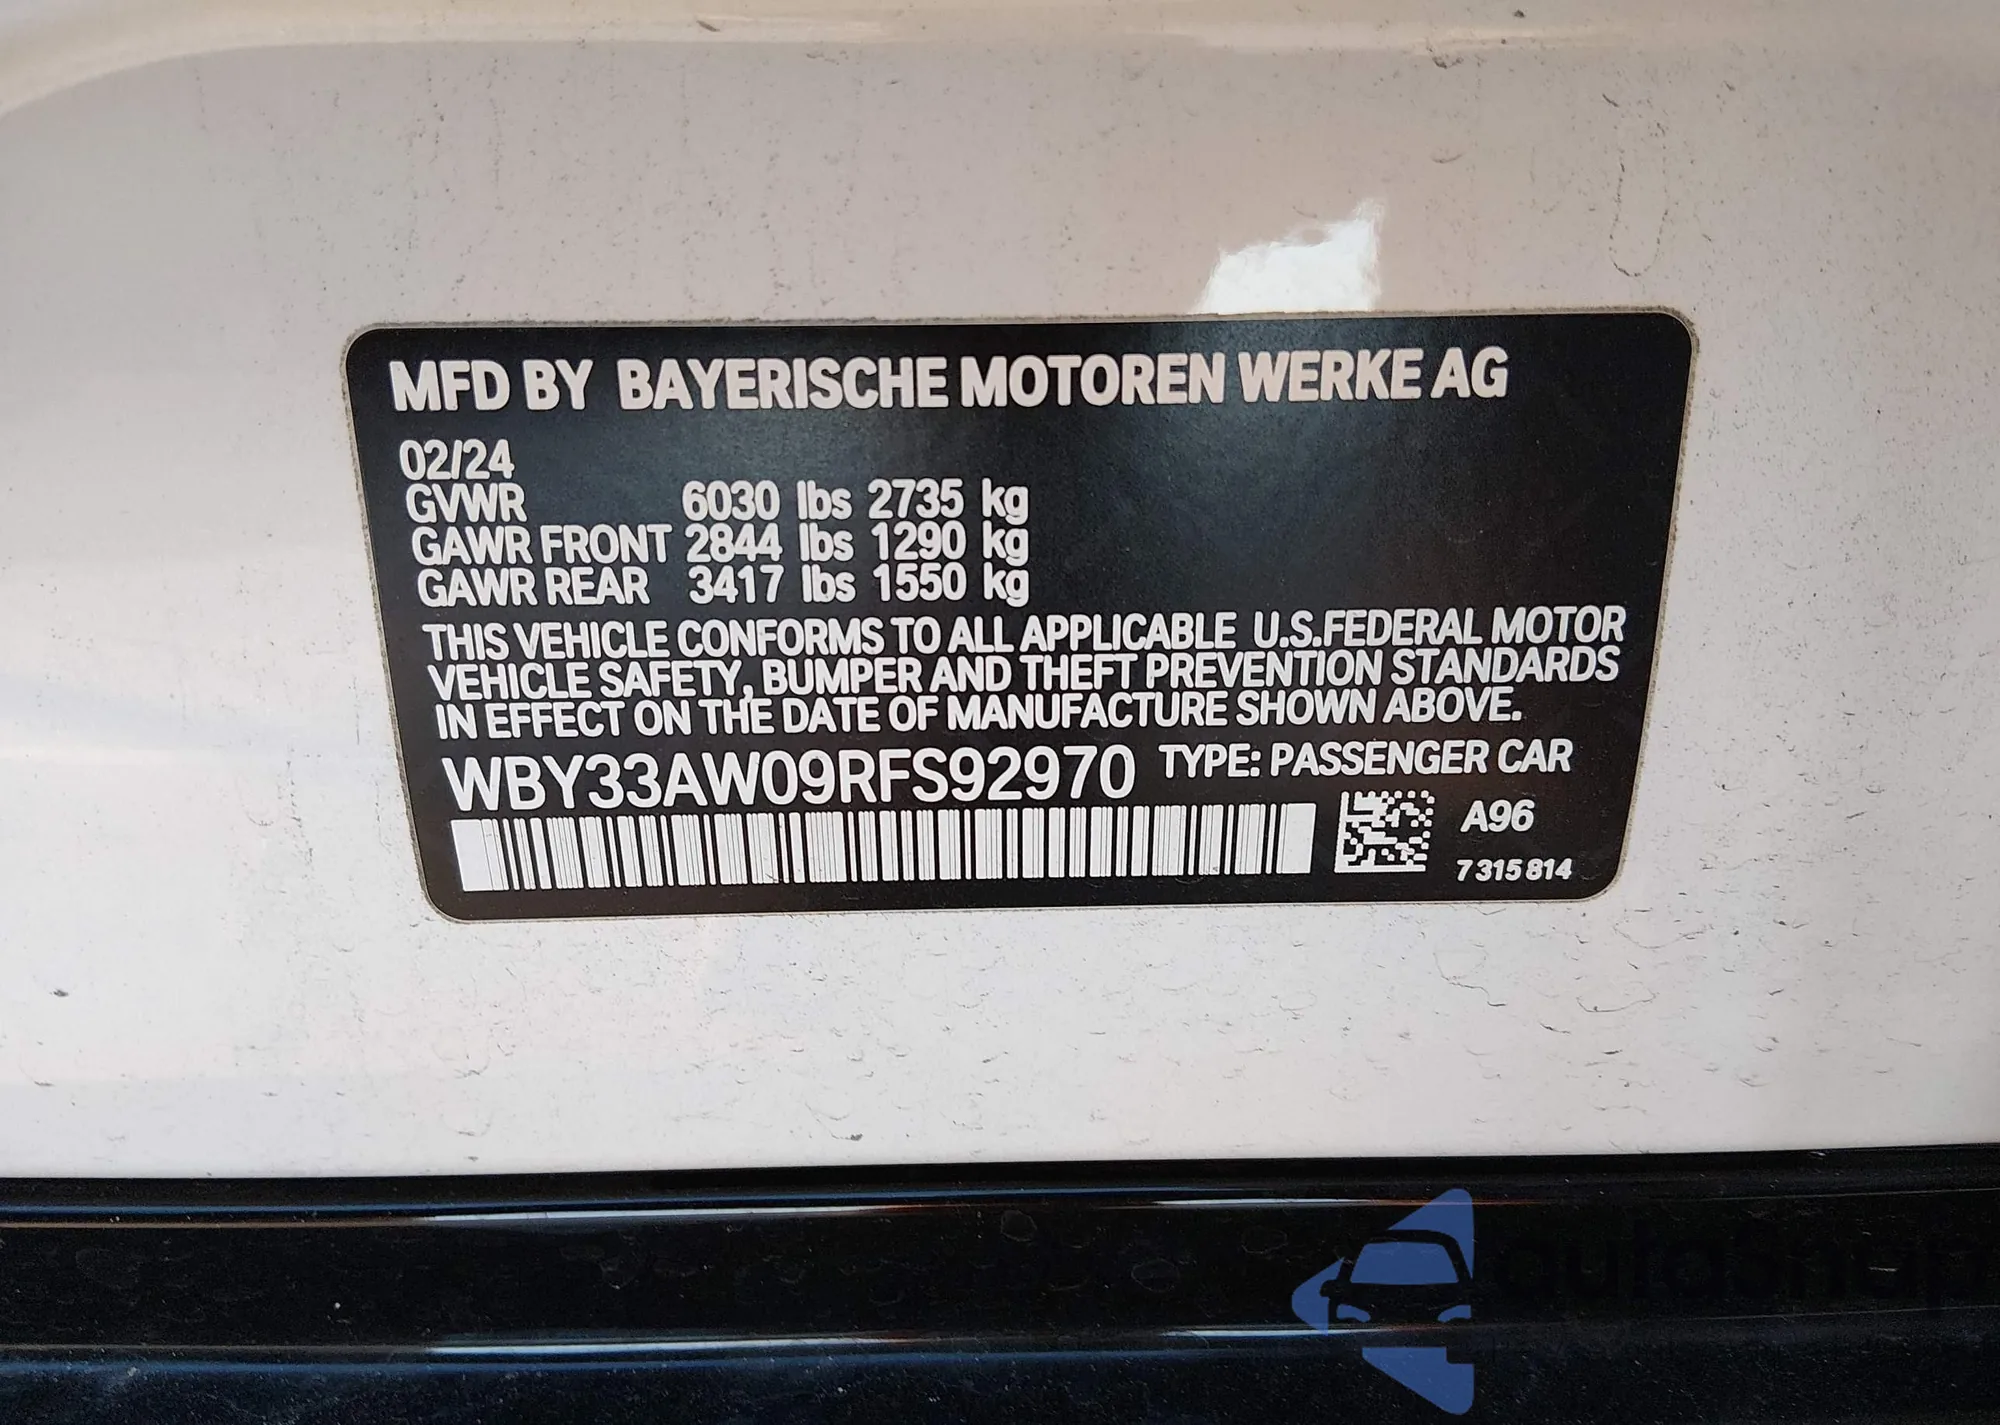 MFD BY BAYERISCHE MOTOREN WERKE AG
02/24
GVWR 6030 lbs 2735 kg
GAWR FRONT 2844 lbs 1290 kg
GAWR REAR 3417 lbs 1550 kg
THIS VEHICLE CONFORMS TO ALL APPLICABLE U.S.FEDERAL MOTOR
VEHICLE SAFETY, BUMPER AND THEFT PREVENTION STANDARDS
IN EFFECT ON THE DATE OF MANUFACTURE SHOWN ABOVE.
WBY33AW09RFS92970 TYPE: PASSENGER CAR
A96
7 315 814